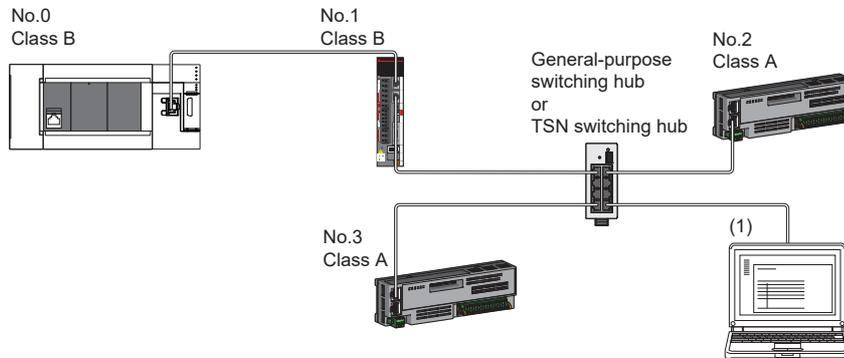 No.0
Class B
No.1
Class B
General-purpose
switching hub
or
TSN switching hub
No.2
Class A
No.3
Class A
(1)